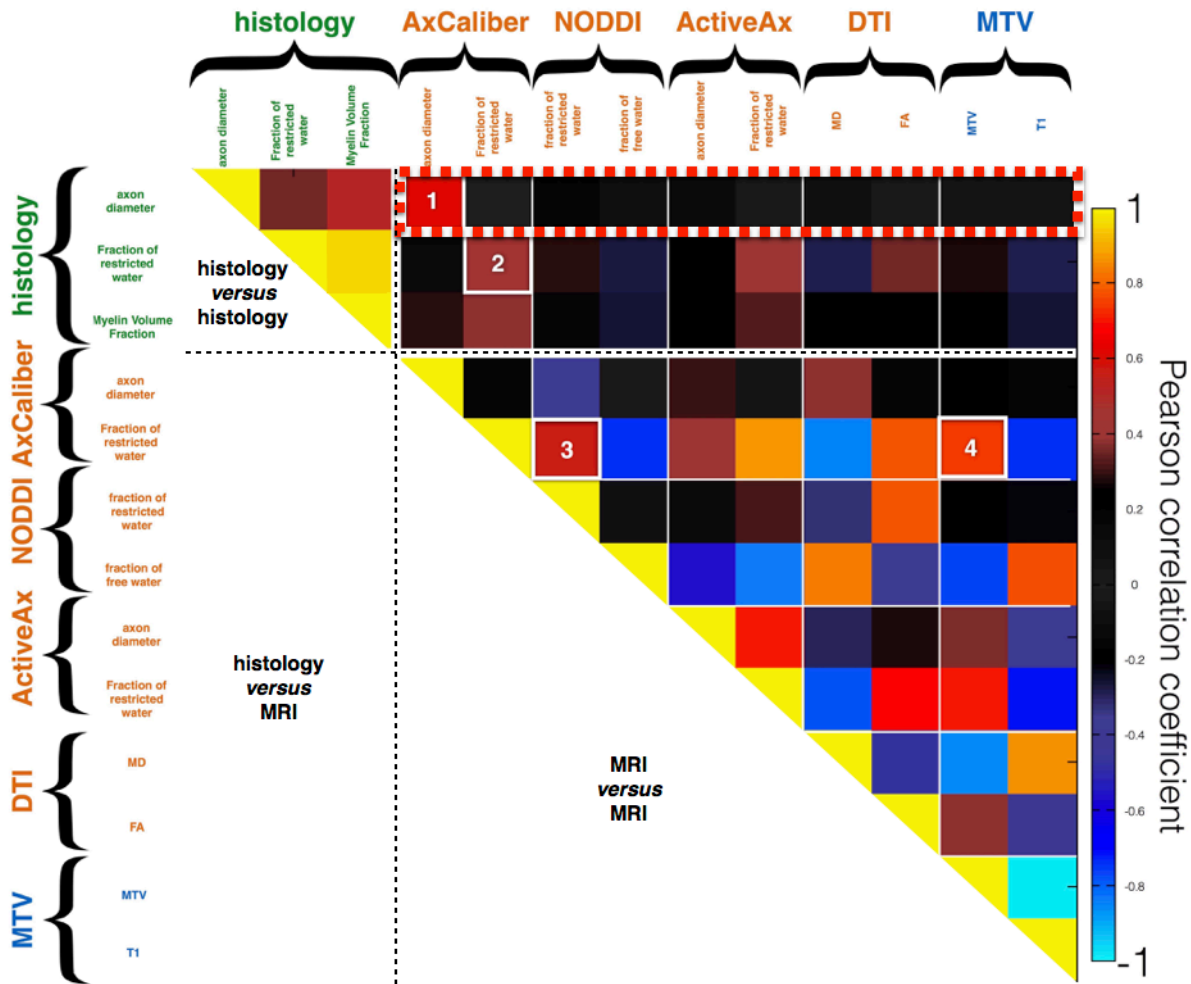 histology AxCaliber NODDI ActiveAx DTI MTV
axon diameter
Fraction of
restricted
water
Myelin Volume
Fraction
axon diameter
Fraction of
restricted
water
fraction of
restricted
water
fraction of
free water
axon diameter
Fraction of
restricted
water
MD
FA
MTV
T1
histology
axon
diameter
Fraction of
restricted
water
Myelin Volume
Fraction
AxCaliber
axon
diameter
Fraction of
restricted
water
NODDI
fraction of
restricted
water
fraction of
free water
ActiveAx
axon
diameter
Fraction of
restricted
water
DTI
MD
FA
MTV
MTV
T1
1
2
3
4
histology
versus
histology
histology
versus
MRI
MRI
versus
MRI
1
0.8
0.6
0.4
0.2
0
-0.2
-0.4
-0.6
-0.8
-1
Pearson correlation coefficient